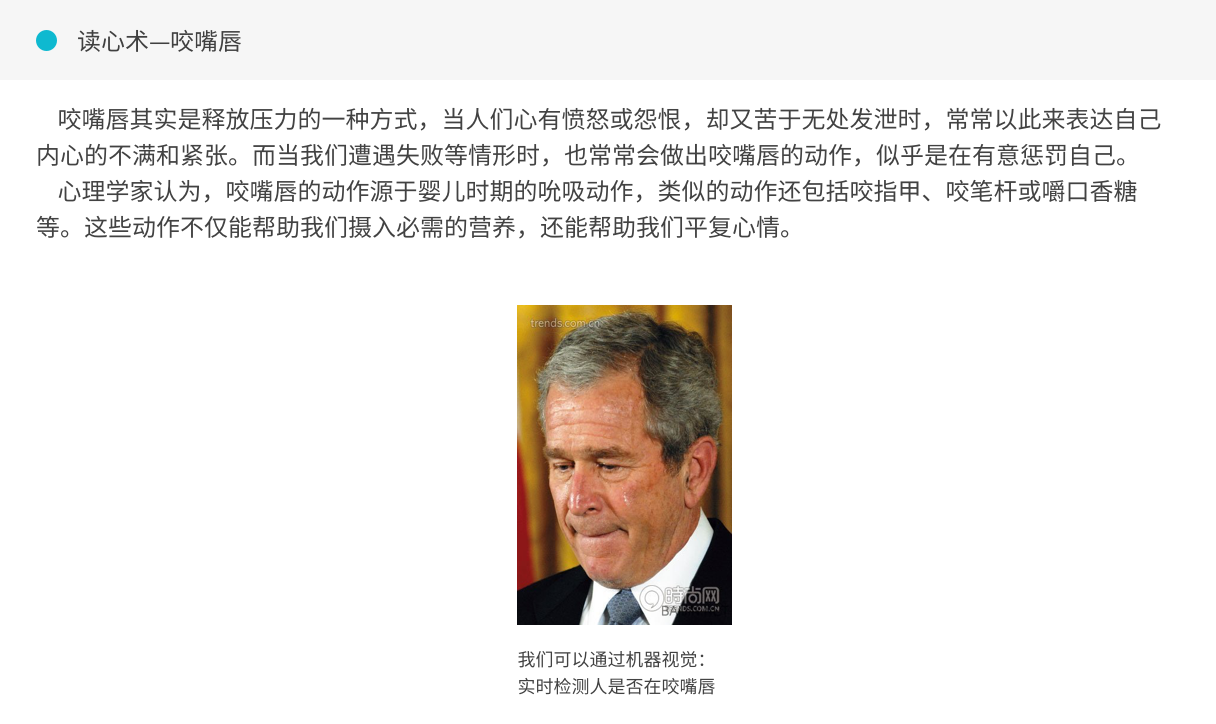 读心术—咬嘴唇
咬嘴唇其实是释放压力的一种方式，当人们心有愤怒或怨恨，却又苦于无处发泄时，常常以此来表达自己
内心的不满和紧张。而当我们遭遇失败等情形时，也常常会做出咬嘴唇的动作，似乎是在有意惩罚自己。
心理学家认为，咬嘴唇的动作源于婴儿时期的吮吸动作，类似的动作还包括咬指甲、咬笔杆或嚼口香糖
等。这些动作不仅能帮助我们摄入必需的营养，还能帮助我们平复心情。
trends.com.cn
時尚网
TRENDS.COM.CN
我们可以通过机器视觉：
实时检测人是否在咬嘴唇